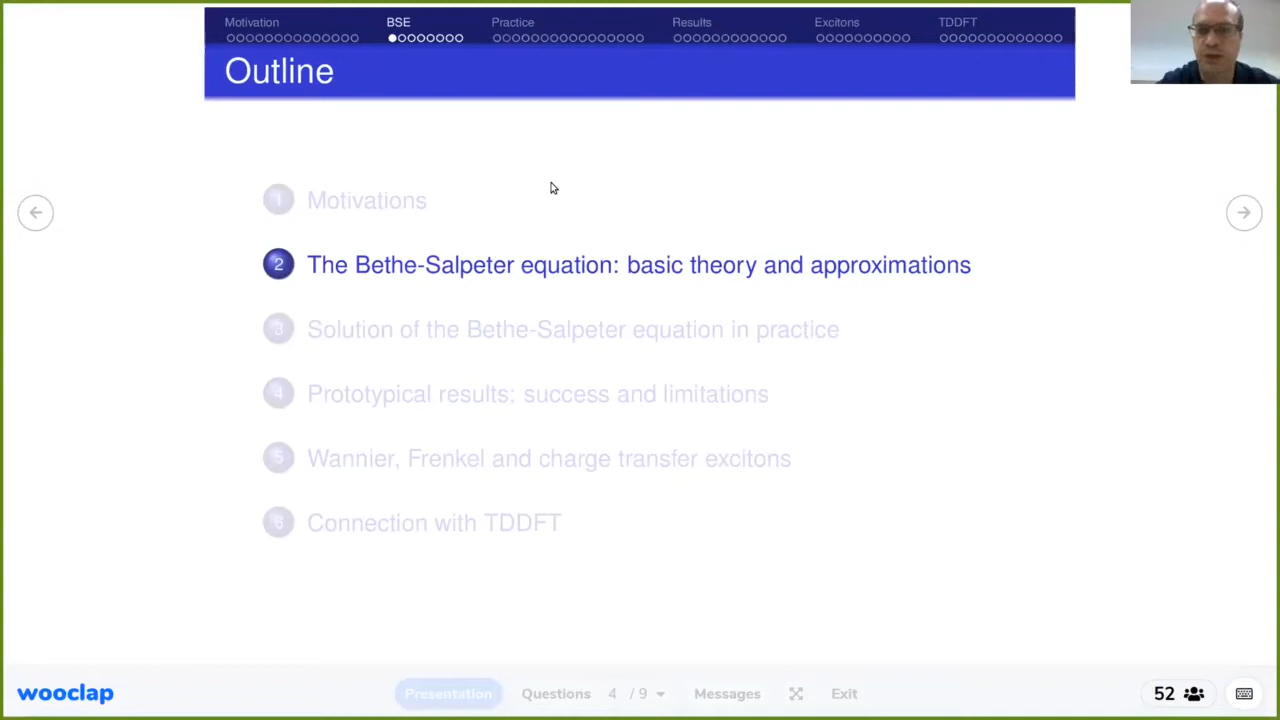 Motivation BSE Practice Results Excitons TDDFT
Outline
1 Motivations
2 The Bethe-Salpeter equation: basic theory and approximations
3 Solution of the Bethe-Salpeter equation in practice
4 Prototypical results: success and limitations
5 Wannier, Frenkel and charge transfer excitons
6 Connection with TDDFT
wooclap Presentation Questions 4 / 9 Messages Exit 52